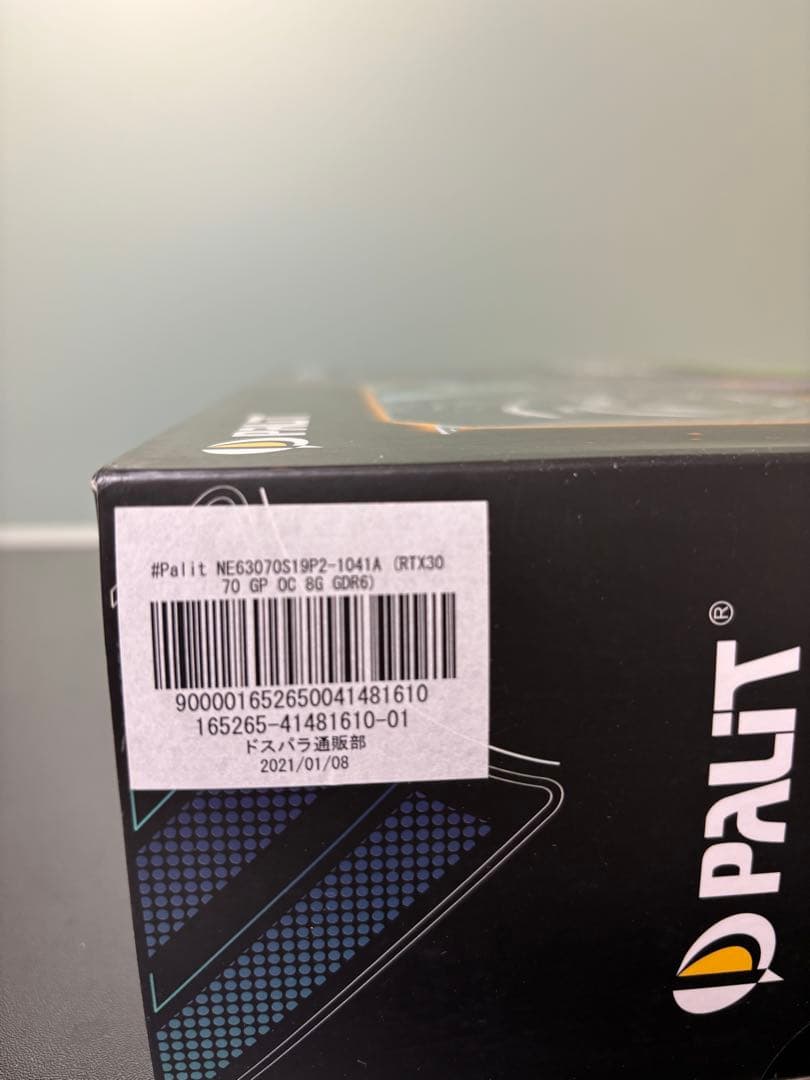 PALiT
#Palit NE63070S19P2-1041A (RTX30
70 GP OC 8G GDR6)
900001652650041481610
165265-41481610-01
ドスパラ通販部
2021/01/08
PALiT®